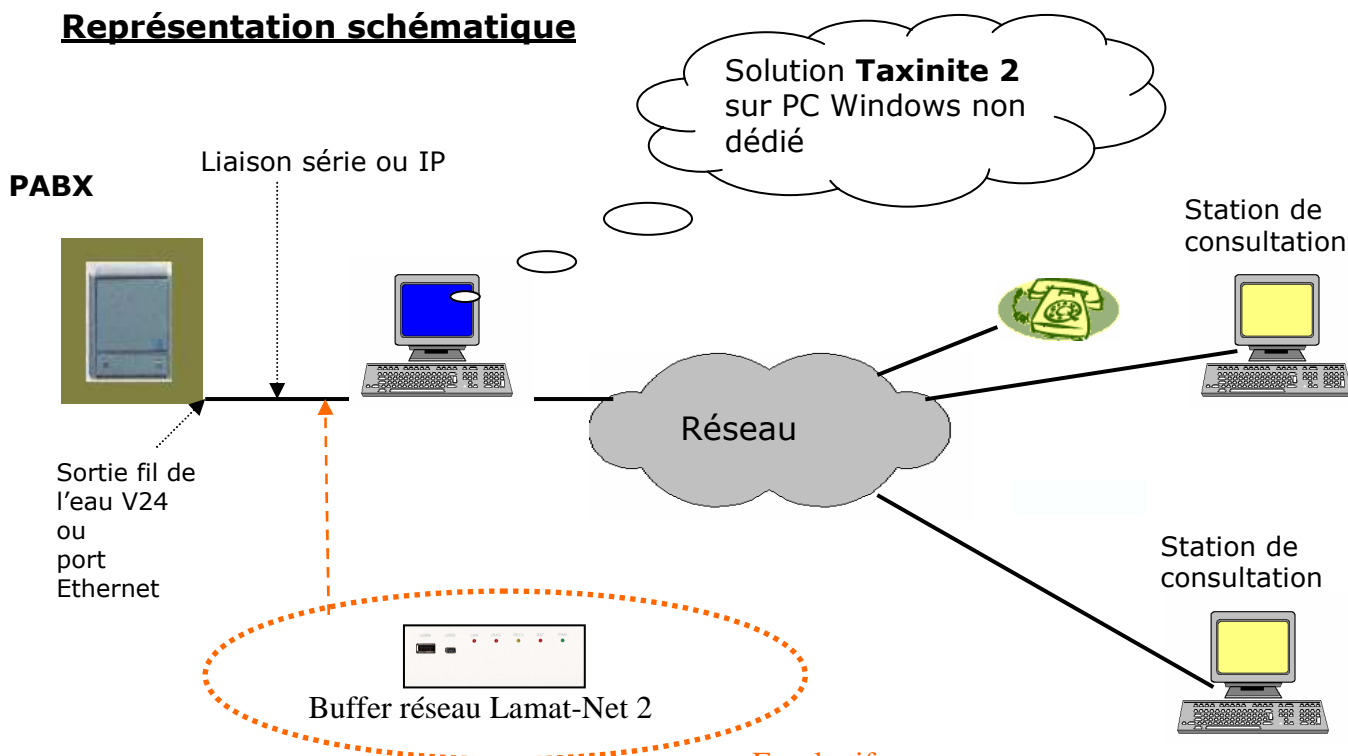 Représentation schématique
Solution Taxinite 2
sur PC Windows non
dédié
Liaison série ou IP
PABX
Station de
consultation
Réseau
Sortie fil de
l'eau V24
ou
port
Ethernet
Station de
consultation
Buffer réseau Lamat-Net 2